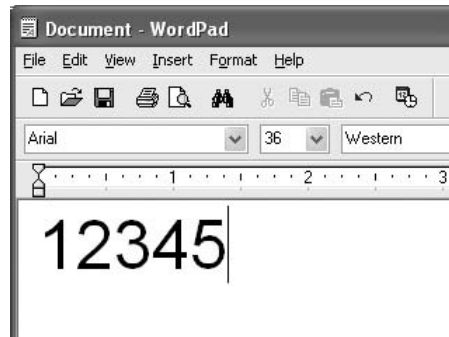 Document - WordPad
File Edit View Insert Format Help
Arial 36 Western
1 2 3
12345